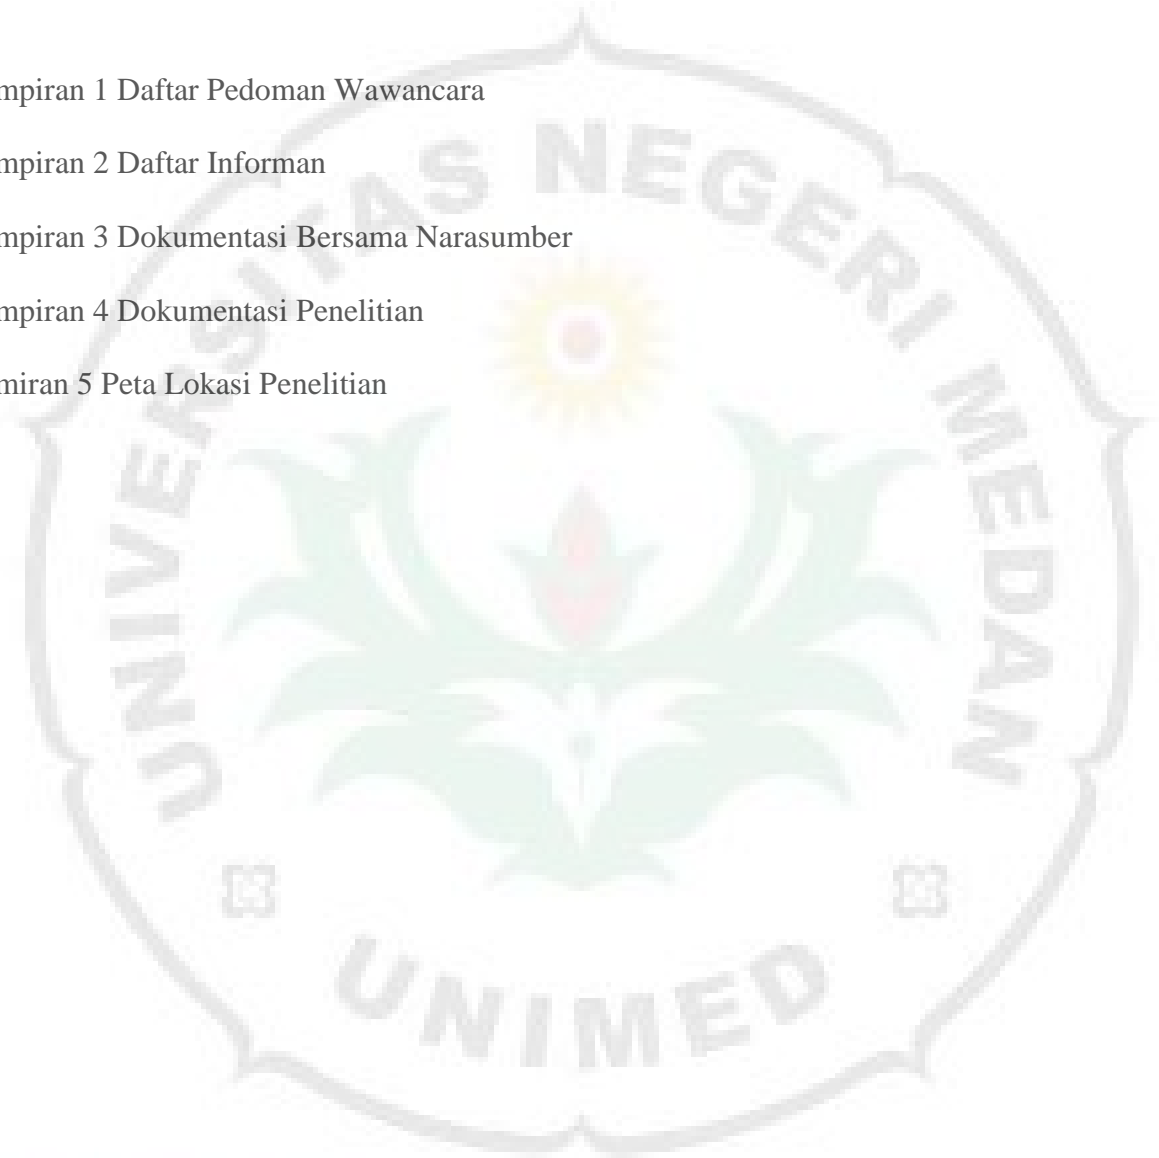 mpiran 1 Daftar Pedoman Wawancara
mpiran 2 Daftar Informan
mpiran 3 Dokumentasi Bersama Narasumber
mpiran 4 Dokumentasi Penelitian
miran 5 Peta Lokasi Penelitian
UNIVERSITAS NEGERI MEDAN
UNIMED